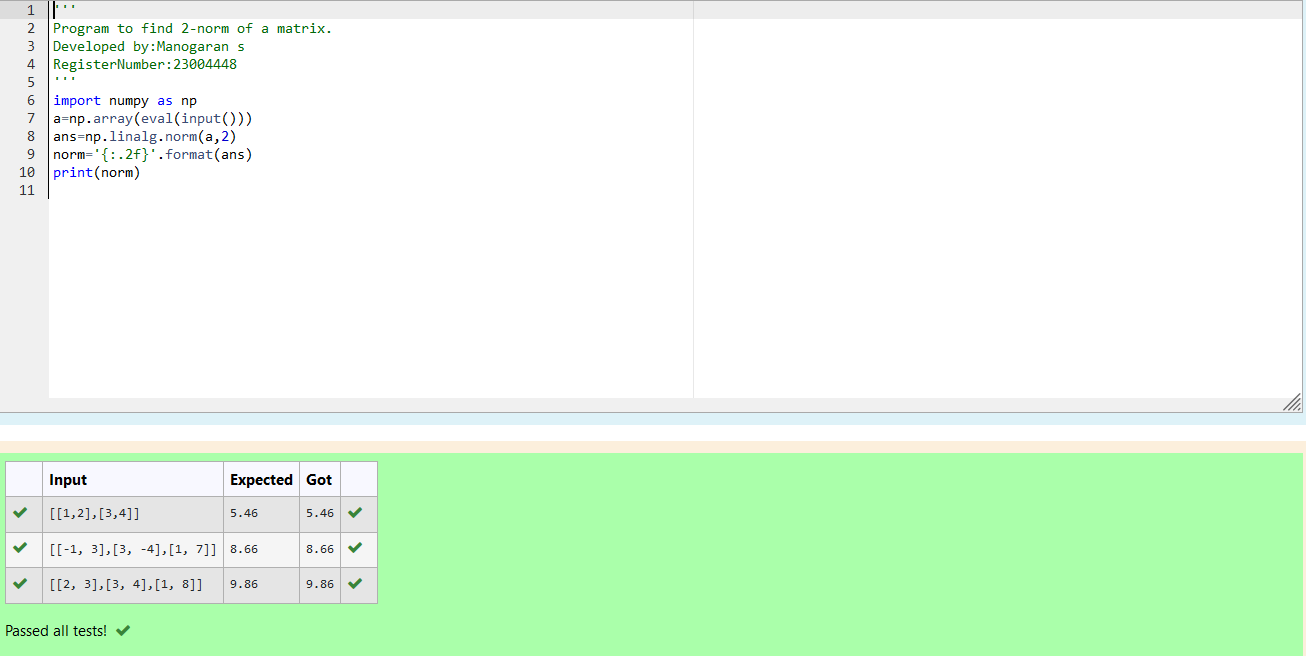 1 '''
2 Program to find 2-norm of a matrix.
3 Developed by:Manogaran s
4 RegisterNumber:23004448
5 '''
6 import numpy as np
7 a=np.array(eval(input()))
8 ans=np.linalg.norm(a,2)
9 norm='{:.2f}'.format(ans)
10 print(norm)
11
Input Expected Got
[[1,2],[3,4]] 5.46 5.46
[[-1, 3],[3, -4],[1, 7]] 8.66 8.66
[[2, 3],[3, 4],[1, 8]] 9.86 9.86
Passed all tests!